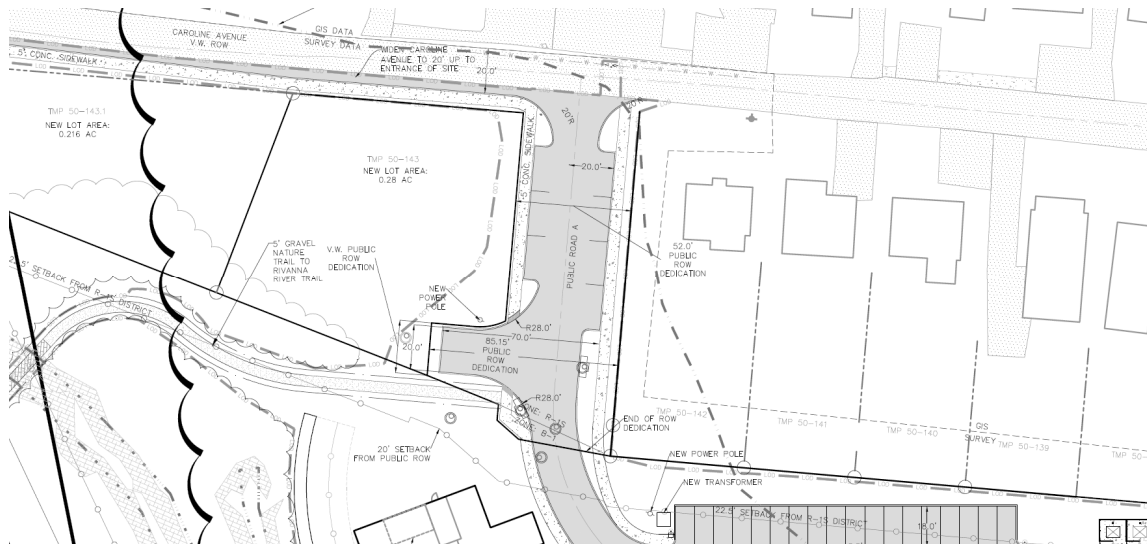 CAROLINE AVENUE
V.W. ROW
GIS DATA
SURVEY DATA
5' CONC. SIDEWALK
WIDEN CAROLINE
AVENUE TO 20' UP TO
ENTRANCE OF SITE
20.0'
W
20'R
20'R
TMP 50-143.1
NEW LOT AREA:
0.216 AC
TMP 50-143
NEW LOT AREA:
0.28 AC
LOD
5' CONC. SIDEWALK
20.0'
PUBLIC ROAD A
52.0'
PUBLIC
ROW
DEDICATION
5' GRAVEL
NATURE
TRAIL TO
RIVANNA
RIVER TRAIL
V.W. PUBLIC
ROW
DEDICATION
NEW
POWER
POLE
22.5' SETBACK FROM R-1S DISTRICT
R28.0'
70.0'
85.15'
PUBLIC
ROW
DEDICATION
20.0'
R28.0'
ZONE: R-1S
ZONE: B-1
20' SETBACK
FROM PUBLIC ROW
END OF ROW
DEDICATION
TMP 50-142
TMP 50-141
TMP 50-140
TMP 50-139
TMP 50-
GIS
SURVEY
NEW POWER POLE
NEW TRANSFORMER
LOD
22.5' SETBACK FROM R-1S DISTRICT
18.0'